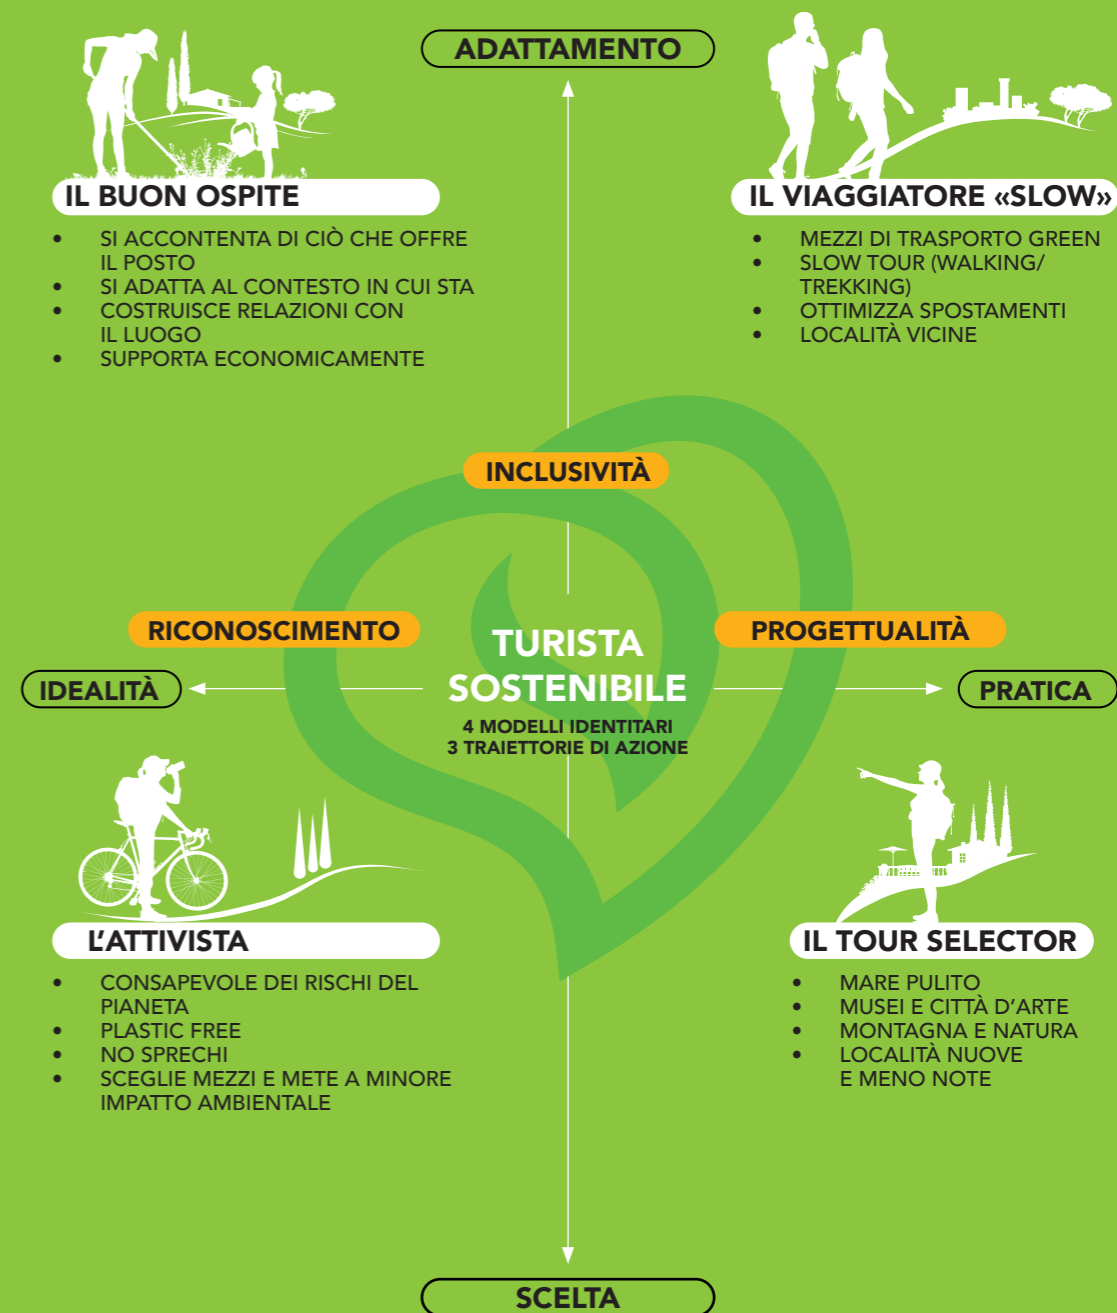 ADATTAMENTO
IL BUON OSPITE
• SI ACCONTENTA DI CIÒ CHE OFFRE
IL POSTO
• SI ADATTA AL CONTESTO IN CUI STA
• COSTRUISCE RELAZIONI CON
IL LUOGO
• SUPPORTA ECONOMICAMENTE
IL VIAGGIATORE «SLOW»
• MEZZI DI TRASPORTO GREEN
• SLOW TOUR (WALKING/
TREKKING)
• OTTIMIZZA SPOSTAMENTI
• LOCALITÀ VICINE
INCLUSIVITÀ
RICONOSCIMENTO
PROGETTUALITÀ
IDEALITÀ
TURISTA
SOSTENIBILE
4 MODELLI IDENTITARI
3 TRAIETTORIE DI AZIONE
PRATICA
L'ATTIVISTA
• CONSAPEVOLE DEI RISCHI DEL
PIANETA
• PLASTIC FREE
• NO SPRECHI
• SCEGLIE MEZZI E METE A MINORE
IMPATTO AMBIENTALE
IL TOUR SELECTOR
• MARE PULITO
• MUSEI E CITTÀ D'ARTE
• MONTAGNA E NATURA
• LOCALITÀ NUOVE
E MENO NOTE
SCELTA